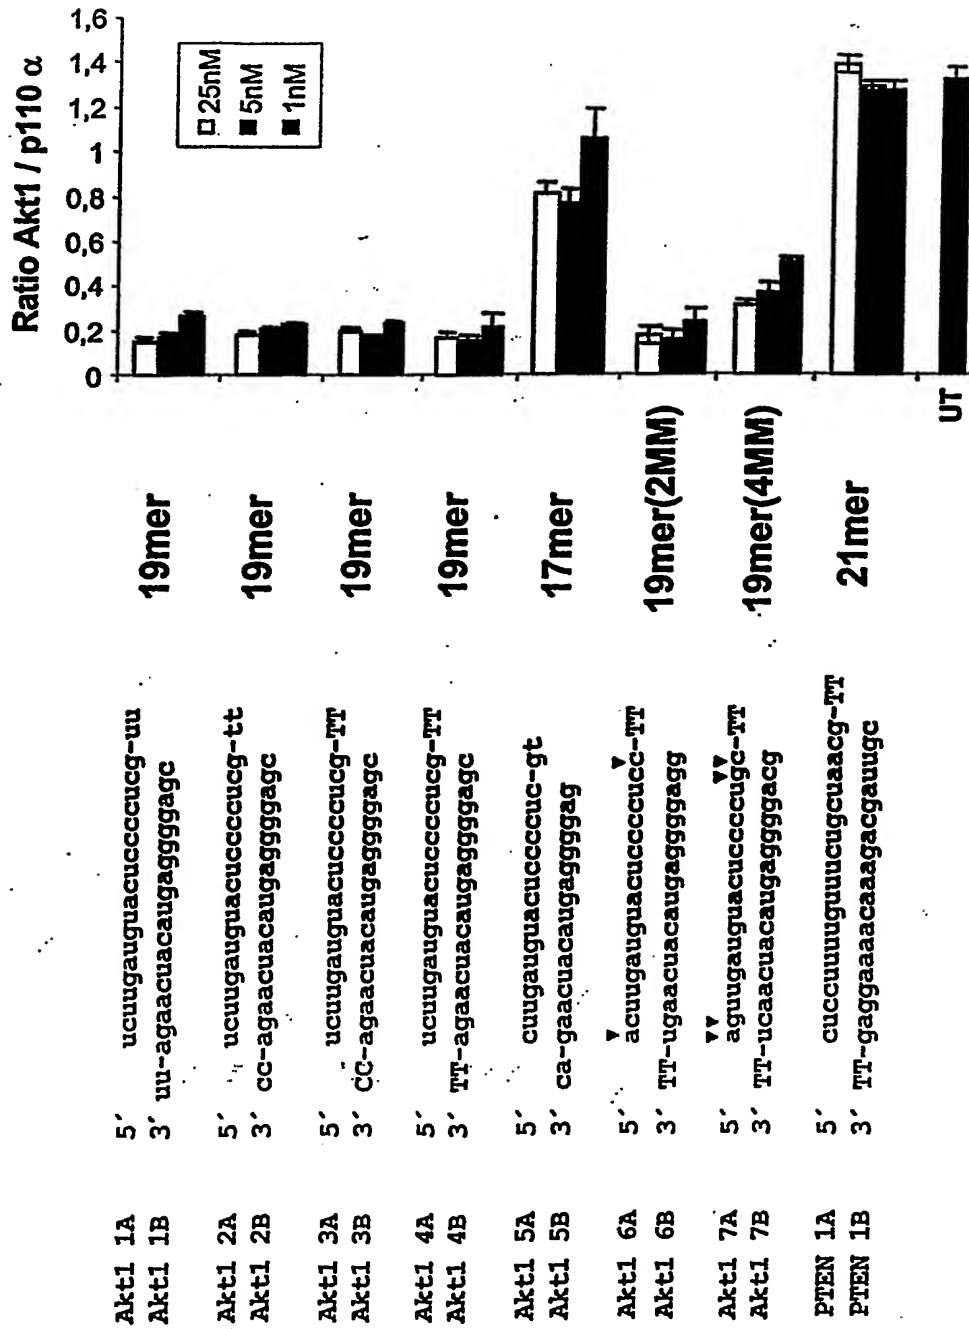 Ratio Akt1 / p110 α
1,6
1,4
1,2
1
0,8
0,6
0,4
0,2
0
25nM
5nM
1nM
Akt1 1A 5´ ucuugauguacuccccucg-uu 19mer
Akt1 1B 3´ uu-agaacuacaugaggggagc
Akt1 2A 5´ ucuugauguacuccccucg-tt 19mer
Akt1 2B 3´ cc-agaacuacaugaggggagc
Akt1 3A 5´ ucuugauguacuccccucg-TT 19mer
Akt1 3B 3´ CC-agaacuacaugaggggagc
Akt1 4A 5´ ucuugauguacuccccucg-TT 19mer
Akt1 4B 3´ TT-agaacuacaugaggggagc
Akt1 5A 5´ cuugauguacuccccuc-gt 17mer
Akt1 5B 3´ ca-gaacuacaugaggggag
Akt1 6A 5´ acuugauguacuccccucc-TT 19mer(2MM)
Akt1 6B 3´ TT-ugaacuacaugaggggagg
Akt1 7A 5´ aguugauguacuccccugc-TT 19mer(4MM)
Akt1 7B 3´ TT-ucaacuacaugaggggacg
PTEN 1A 5´ cuccuuuuguuucugcuaacg-TT 21mer
PTEN 1B 3´ TT-gaggaaaacaaagacgauugc
UT